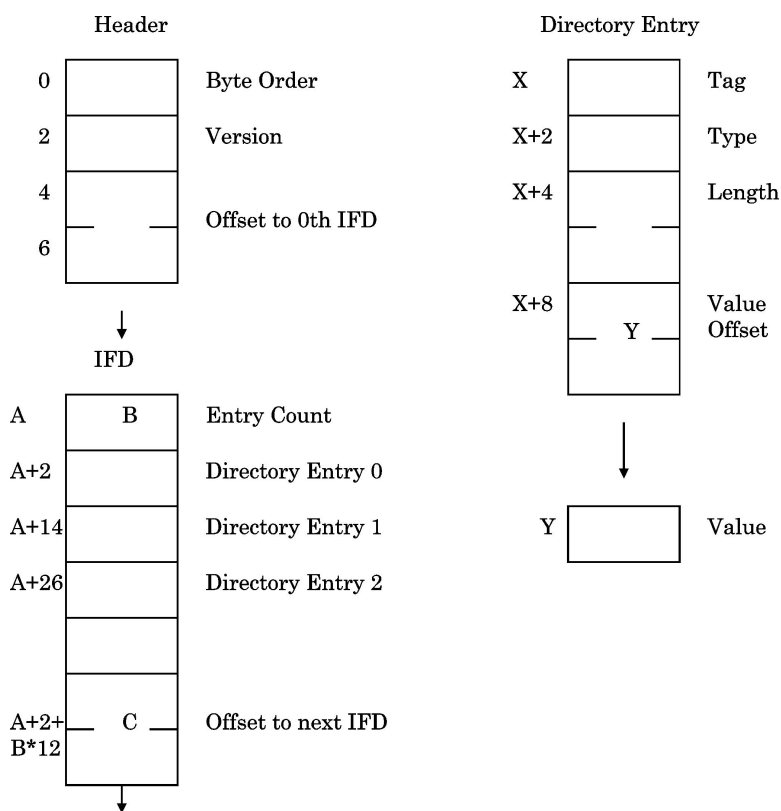 Header
0 Byte Order
2 Version
4
Offset to 0th IFD
6
IFD
A B Entry Count
A+2 Directory Entry 0
A+14 Directory Entry 1
A+26 Directory Entry 2
A+2+ C Offset to next IFD
B*12
Directory Entry
X Tag
X+2 Type
X+4 Length
X+8 Value
Y Offset
Y Value